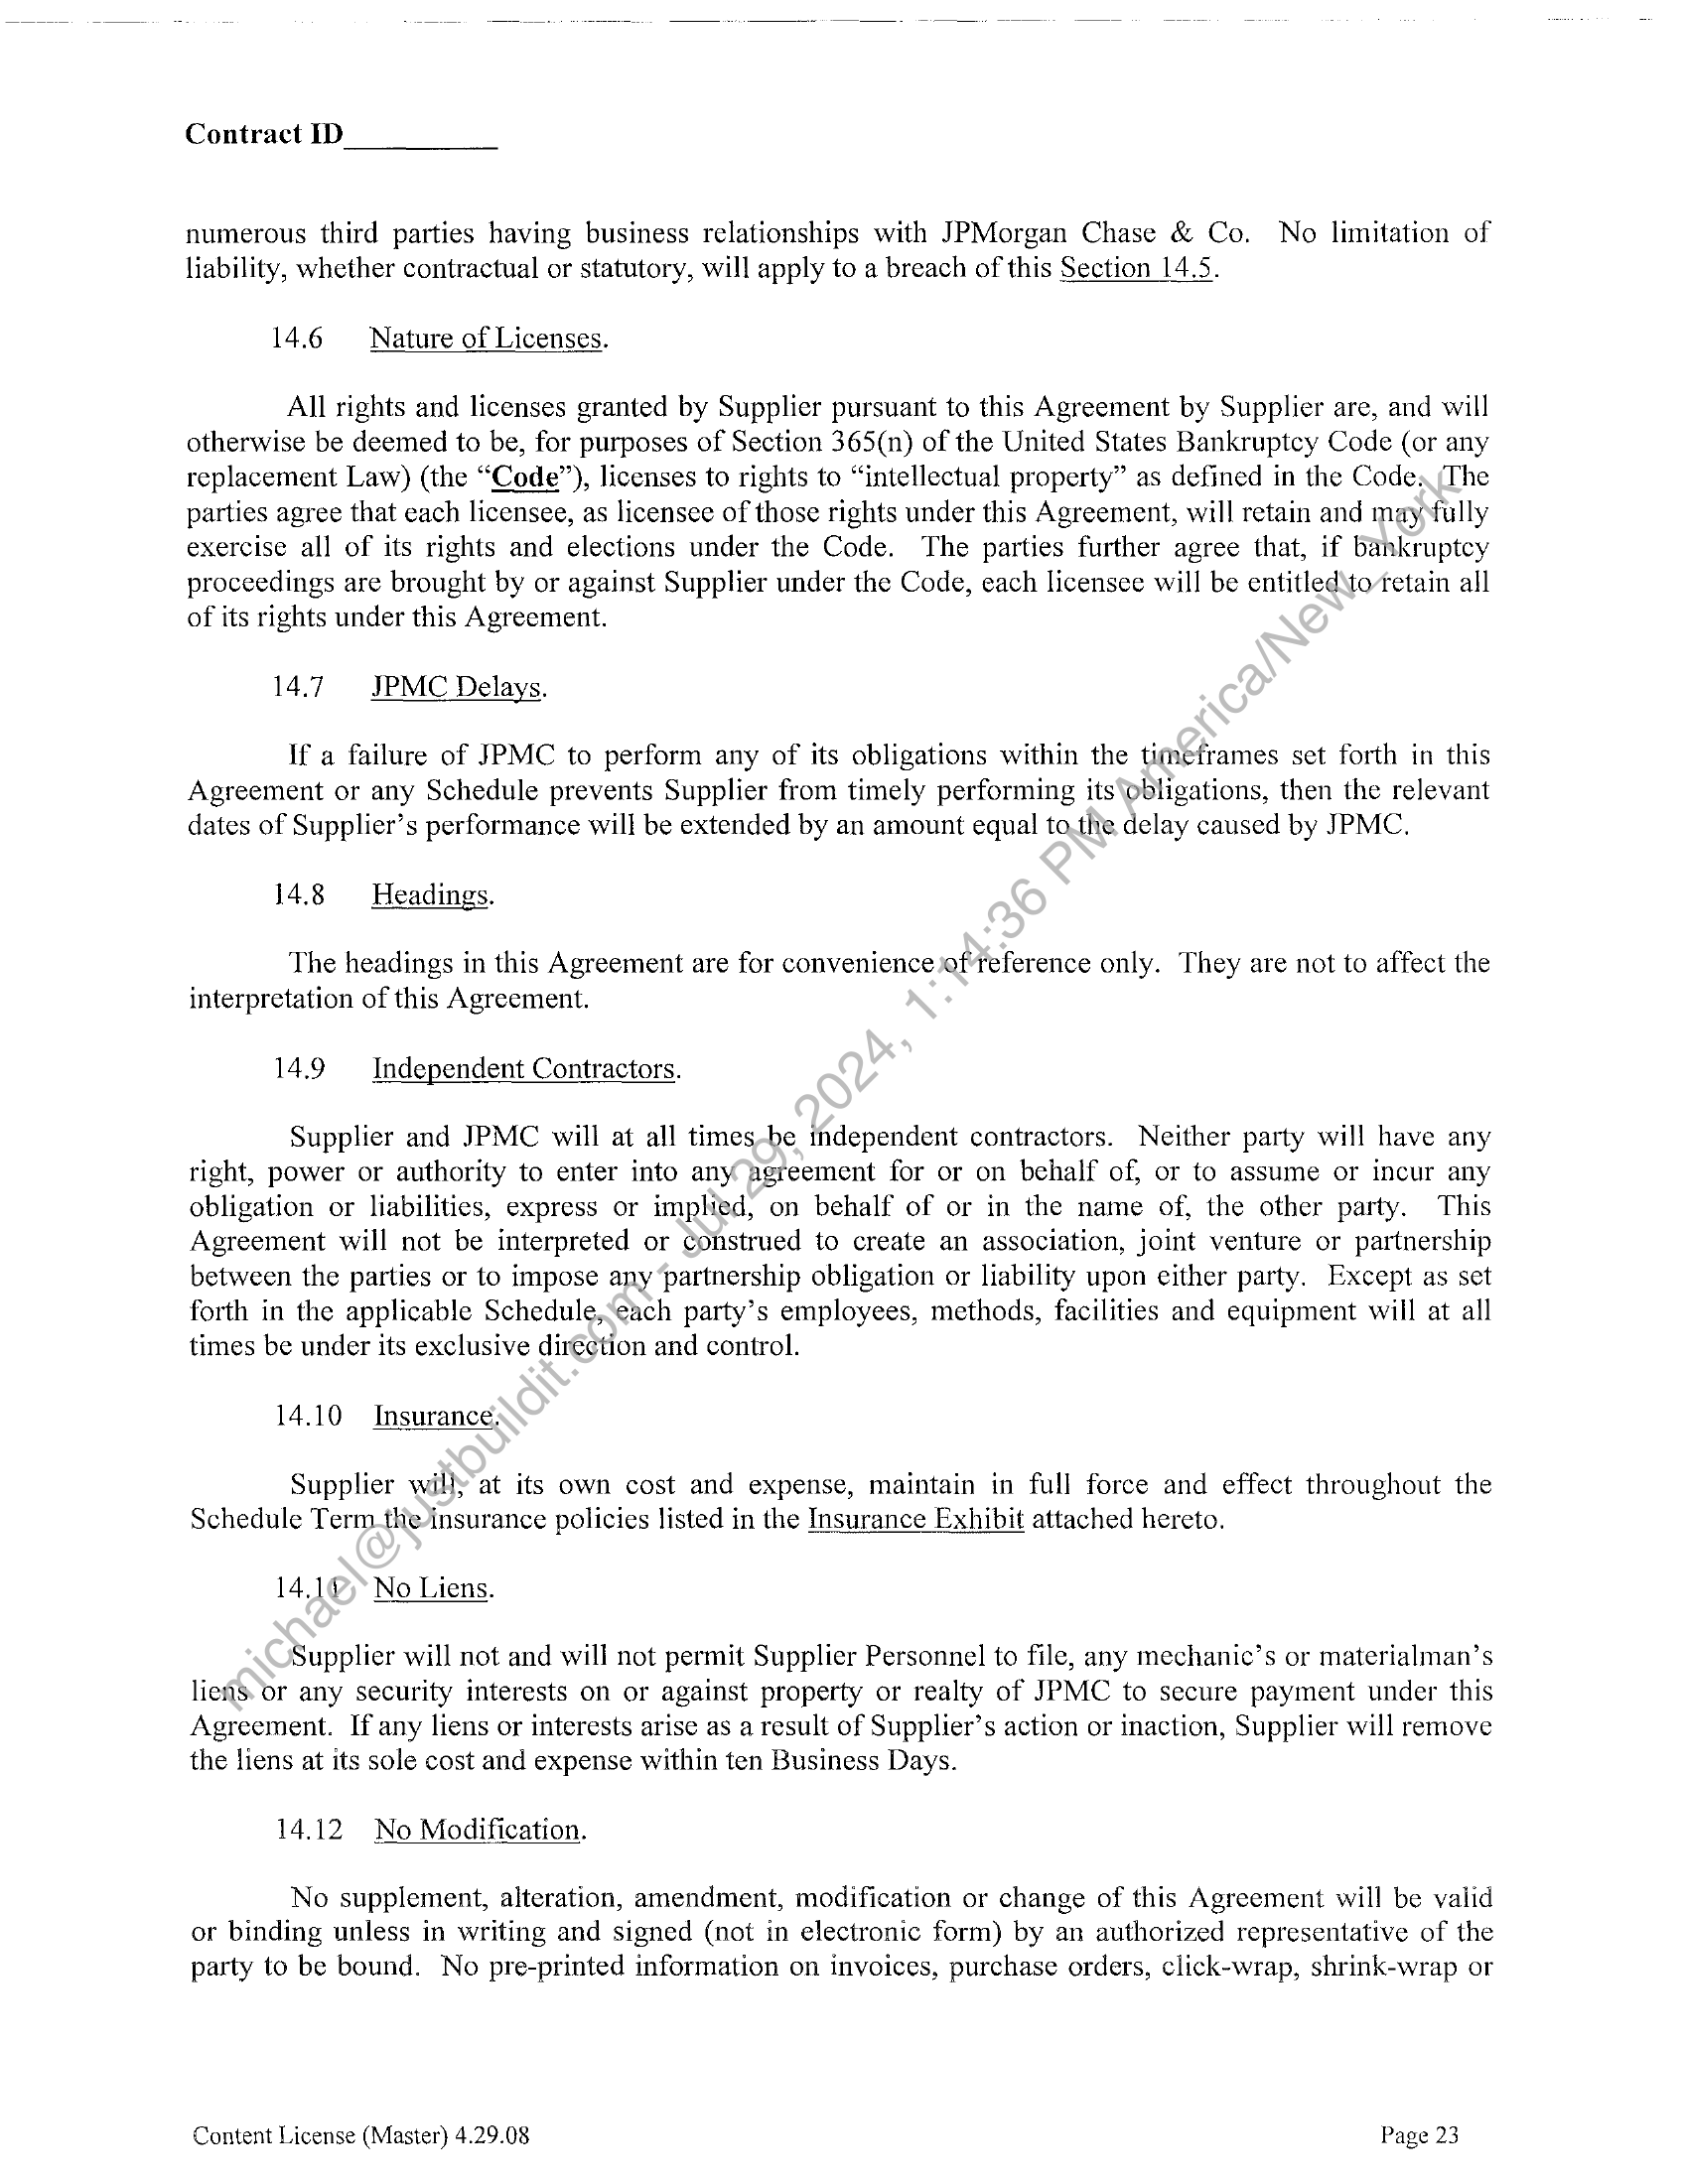 Contract ID__________
numerous third parties having business relationships with JPMorgan Chase & Co. No limitation of
liability, whether contractual or statutory, will apply to a breach of this Section 14.5.
14.6 Nature of Licenses.
All rights and licenses granted by Supplier pursuant to this Agreement by Supplier are, and will
otherwise be deemed to be, for purposes of Section 365(n) of the United States Bankruptcy Code (or any
replacement Law) (the “Code”), licenses to rights to “intellectual property” as defined in the Code. The
parties agree that each licensee, as licensee of those rights under this Agreement, will retain and may fully
exercise all of its rights and elections under the Code. The parties further agree that, if bankruptcy
proceedings are brought by or against Supplier under the Code, each licensee will be entitled to retain all
of its rights under this Agreement.
14.7 JPMC Delays.
If a failure of JPMC to perform any of its obligations within the timeframes set forth in this
Agreement or any Schedule prevents Supplier from timely performing its obligations, then the relevant
dates of Supplier’s performance will be extended by an amount equal to the delay caused by JPMC.
14.8 Headings.
The headings in this Agreement are for convenience of reference only. They are not to affect the
interpretation of this Agreement.
14.9 Independent Contractors.
Supplier and JPMC will at all times be independent contractors. Neither party will have any
right, power or authority to enter into any agreement for or on behalf of, or to assume or incur any
obligation or liabilities, express or implied, on behalf of or in the name of, the other party. This
Agreement will not be interpreted or construed to create an association, joint venture or partnership
between the parties or to impose any partnership obligation or liability upon either party. Except as set
forth in the applicable Schedule, each party’s employees, methods, facilities and equipment will at all
times be under its exclusive direction and control.
14.10 Insurance.
Supplier will, at its own cost and expense, maintain in full force and effect throughout the
Schedule Term the insurance policies listed in the Insurance Exhibit attached hereto.
14.11 No Liens.
Supplier will not and will not permit Supplier Personnel to file, any mechanic’s or materialman’s
liens or any security interests on or against property or realty of JPMC to secure payment under this
Agreement. If any liens or interests arise as a result of Supplier’s action or inaction, Supplier will remove
the liens at its sole cost and expense within ten Business Days.
14.12 No Modification.
No supplement, alteration, amendment, modification or change of this Agreement will be valid
or binding unless in writing and signed (not in electronic form) by an authorized representative of the
party to be bound. No pre-printed information on invoices, purchase orders, click-wrap, shrink-wrap or
Content License (Master) 4.29.08 Page 23
michael@justbuildit.com - Jul 29, 2024, 1:14:36 PM America/New_York